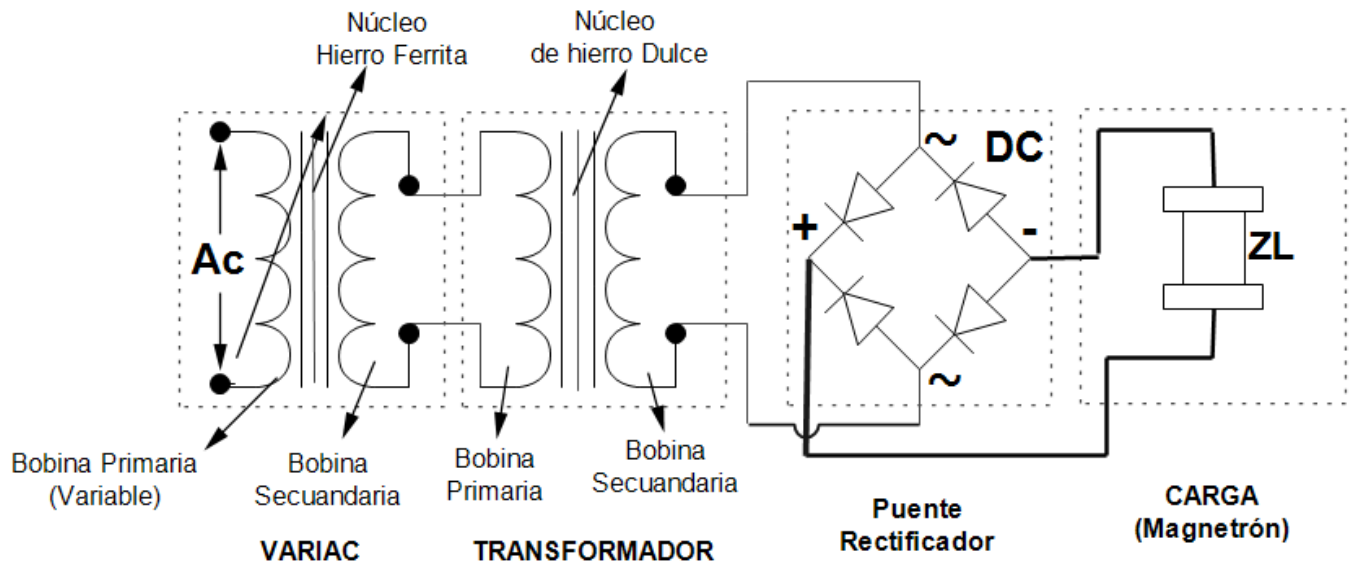 Núcleo
Hierro Ferrita
Núcleo
de hierro Dulce
Ac
~
DC
+
-
~
ZL
Bobina Primaria
(Variable)
Bobina
Secuandaria
Bobina
Primaria
Bobina
Secuandaria
VARIAC
TRANSFORMADOR
Puente
Rectificador
CARGA
(Magnetrón)